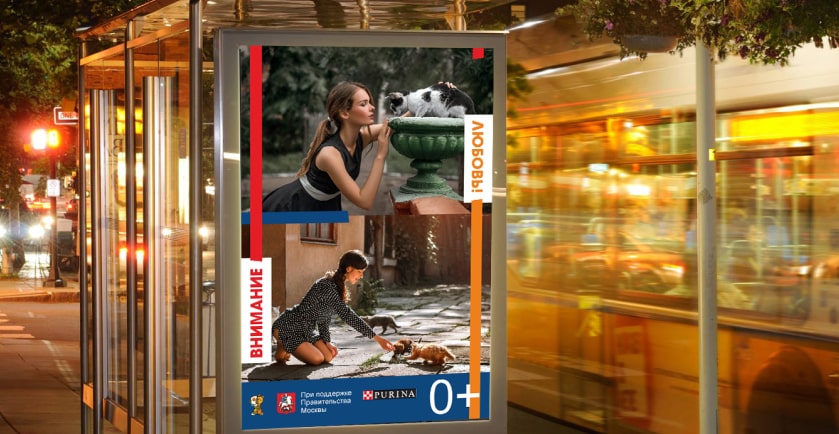 ЛЮБОВЬ!
ВНИМАНИЕ
При поддержке
Правительства
Москвы
PURINA
0+